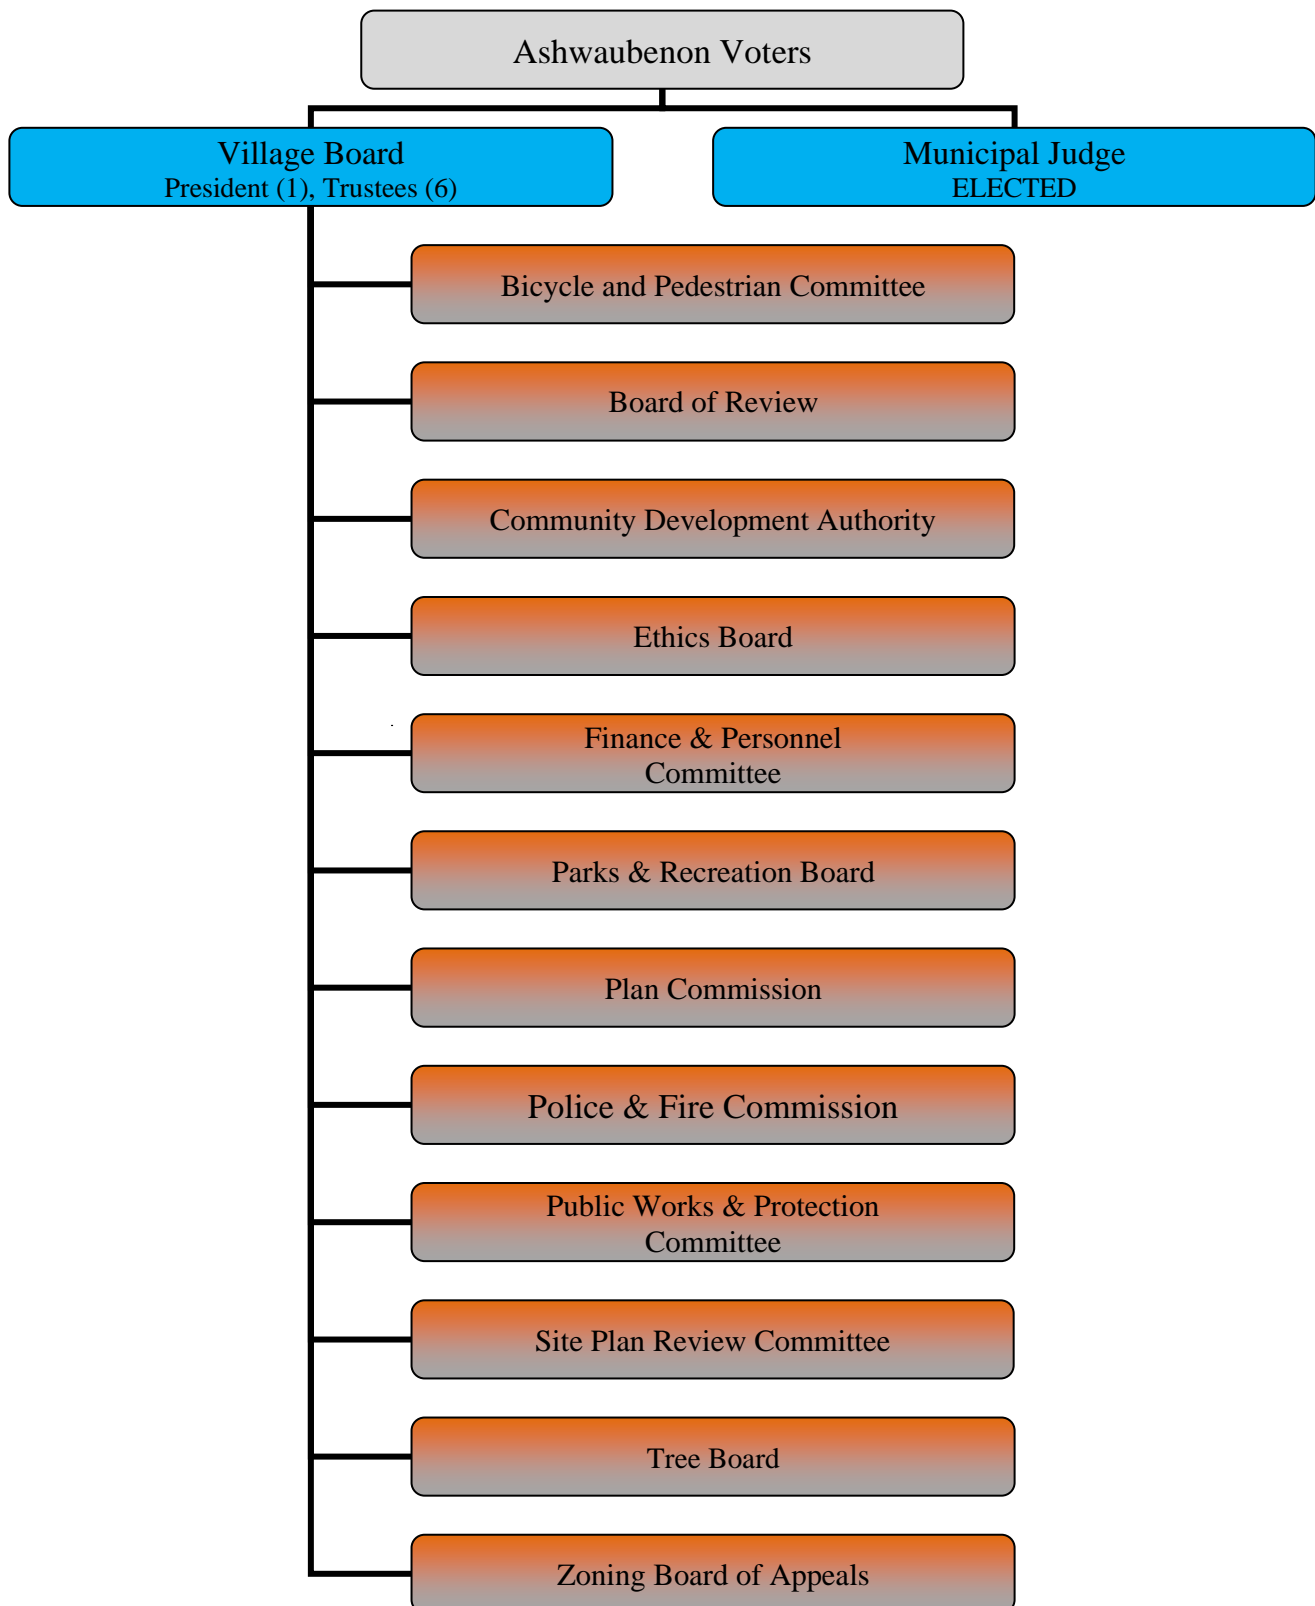 Ashwaubenon Voters
Village Board
President (1), Trustees (6)
Municipal Judge
ELECTED
Bicycle and Pedestrian Committee
Board of Review
Community Development Authority
Ethics Board
Finance & Personnel
Committee
Parks & Recreation Board
Plan Commission
Police & Fire Commission
Public Works & Protection
Committee
Site Plan Review Committee
Tree Board
Zoning Board of Appeals